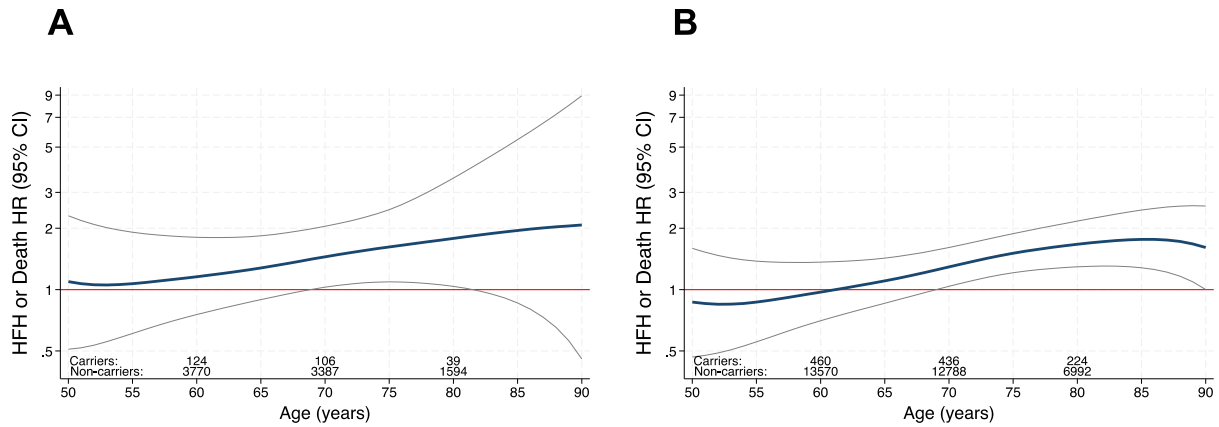 A
HFH or Death HR (95% CI)
9
7
5
3
2
1
.5
Carriers: 124 106 39
Non-carriers: 3770 3387 1594
50 55 60 65 70 75 80 85 90
Age (years)
B
HFH or Death HR (95% CI)
9
7
5
3
2
1
.5
Carriers: 460 436 224
Non-carriers: 13570 12788 6992
50 55 60 65 70 75 80 85 90
Age (years)